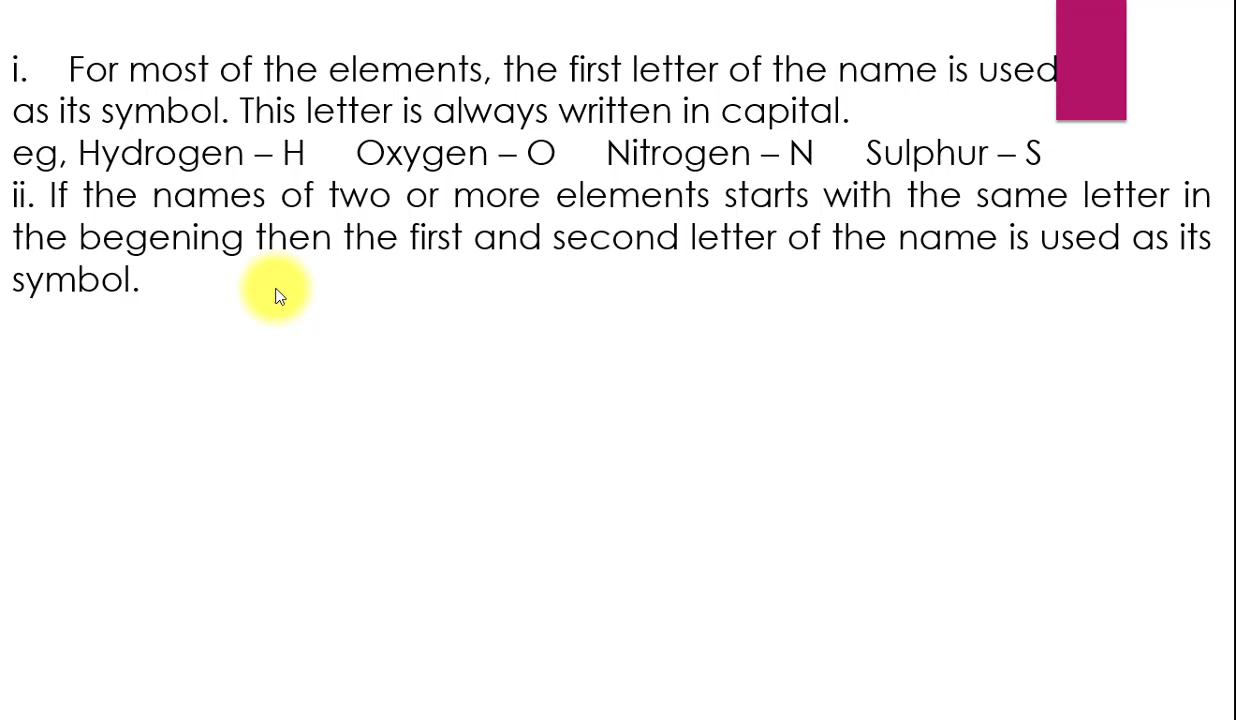 i. For most of the elements, the first letter of the name is used
as its symbol. This letter is always written in capital.
eg, Hydrogen – H Oxygen – O Nitrogen – N Sulphur – S
ii. If the names of two or more elements starts with the same letter in
the begening then the first and second letter of the name is used as its
symbol.